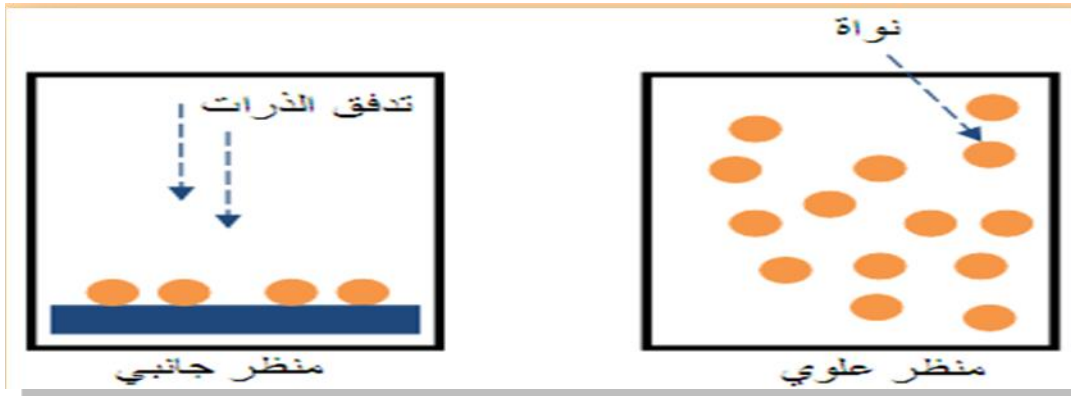 نواة
تدفق الذرات
منظر علوي
منظر جانبي